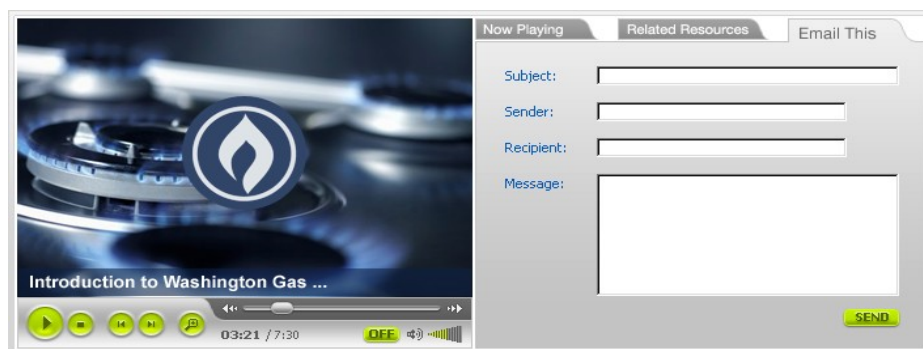 Now Playing
Related Resources
Email This
Subject:
Sender:
Recipient:
Message:
SEND
Introduction to Washington Gas ...
03:21 / 7:30
OFF